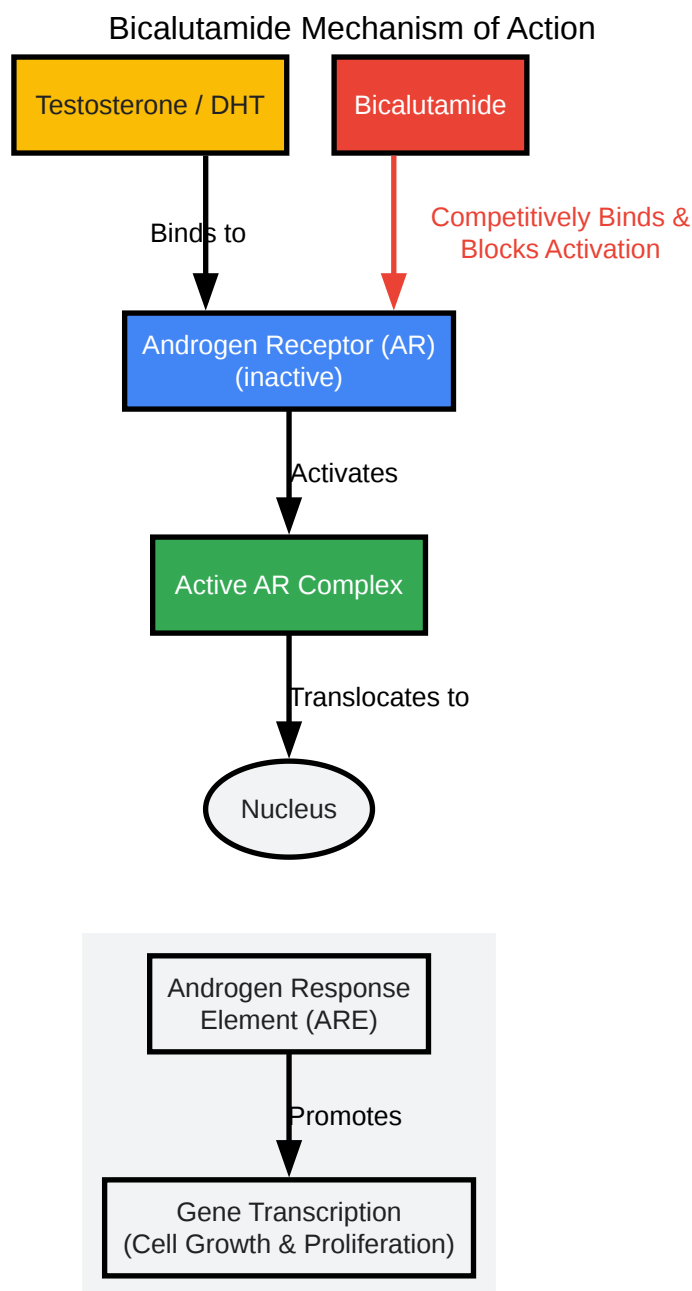 Bicalutamide Mechanism of Action
Testosterone / DHT
Bicalutamide
Binds to
Competitively Binds &
Blocks Activation
Androgen Receptor (AR)
(inactive)
Activates
Active AR Complex
Translocates to
Nucleus
Androgen Response
Element (ARE)
Promotes
Gene Transcription
(Cell Growth & Proliferation)